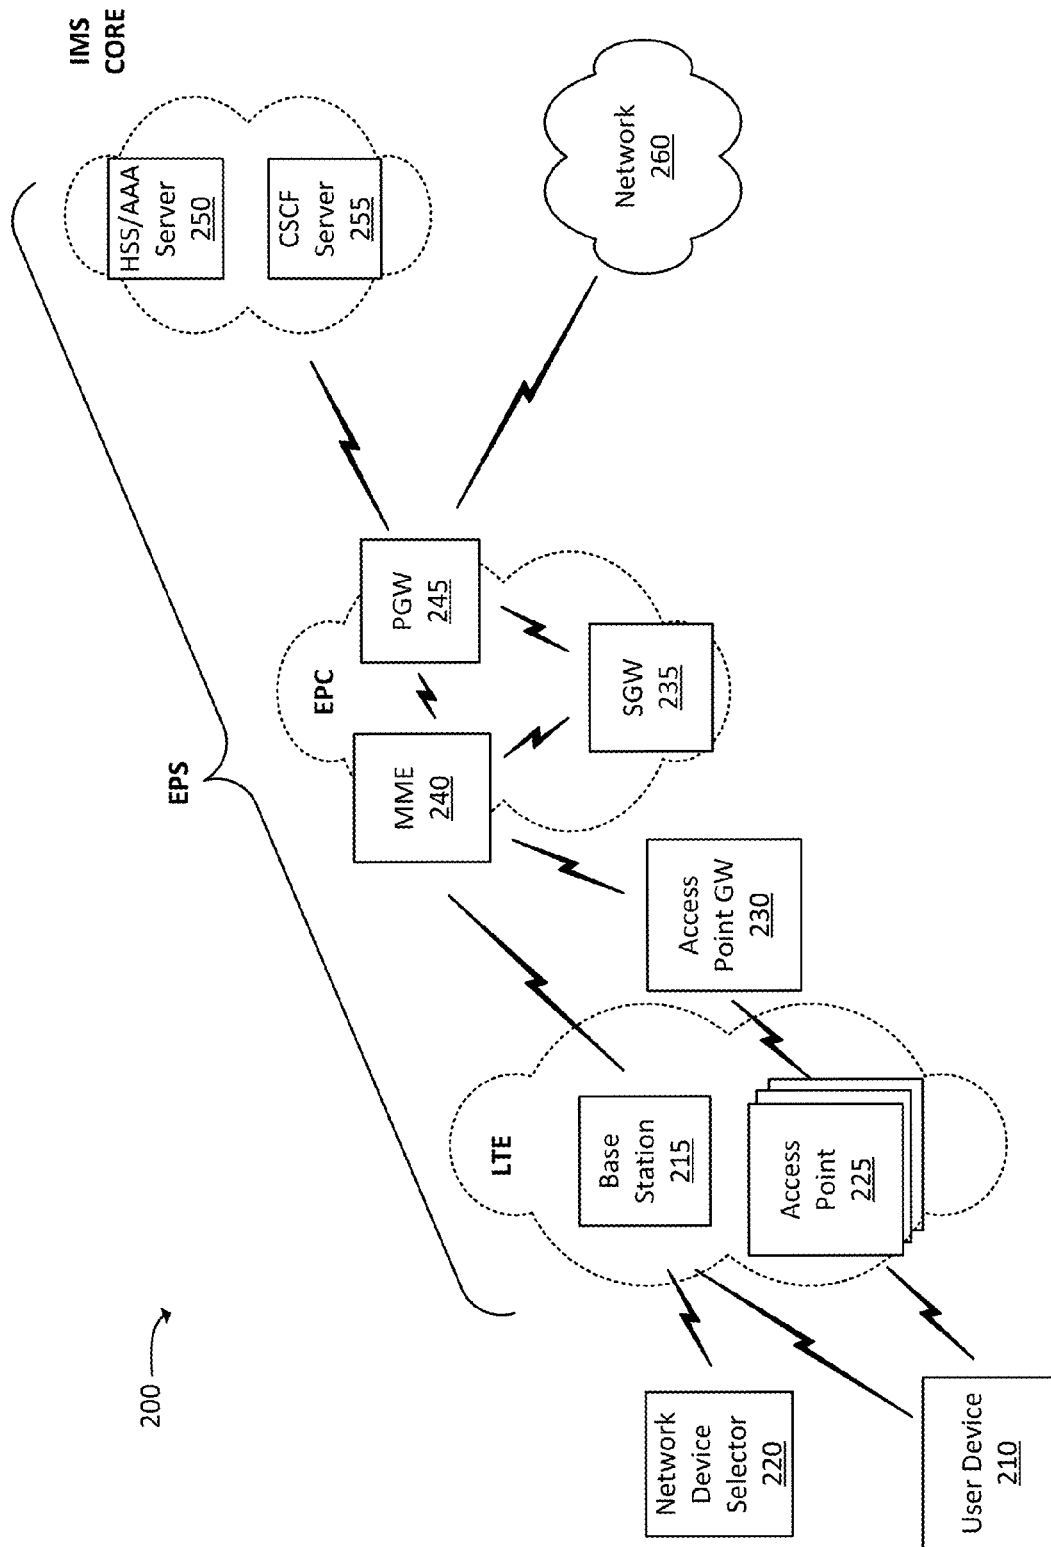 200
EPS
IMS
CORE
HSS/AAA
Server
250
CSCF
Server
255
EPC
MME
240
PGW
245
SGW
235
Network
260
LTE
Base
Station
215
Access
Point
225
Access
Point GW
230
Network
Device
Selector
220
User Device
210